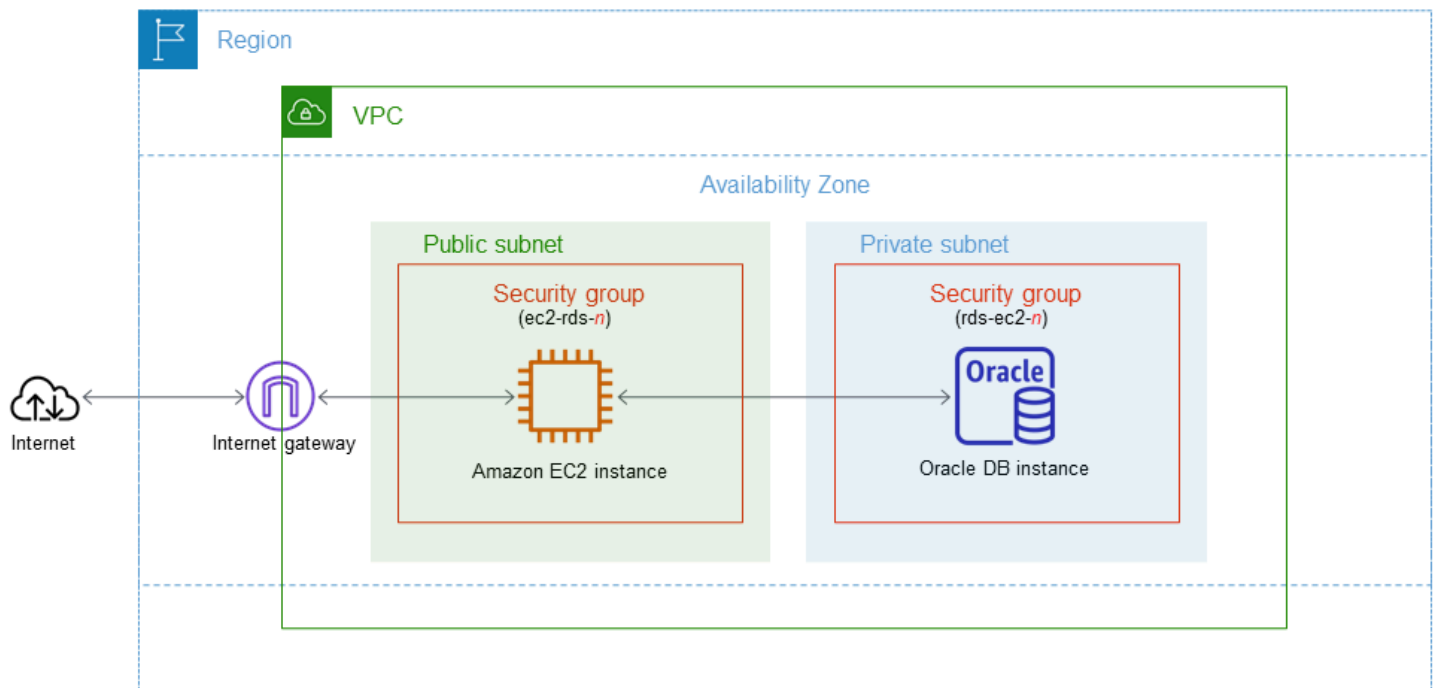 Region
VPC
Availability Zone
Public subnet
Private subnet
Security group
(ec2-rds-n)
Security group
(rds-ec2-n)
Oracle
Internet
Internet gateway
Amazon EC2 instance
Oracle DB instance